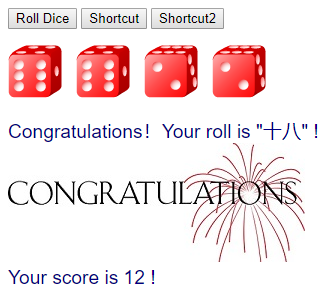 Roll Dice Shortcut Shortcut2
Congratulations！Your roll is "十八" !
CONGRATULATIONS
Your score is 12 !